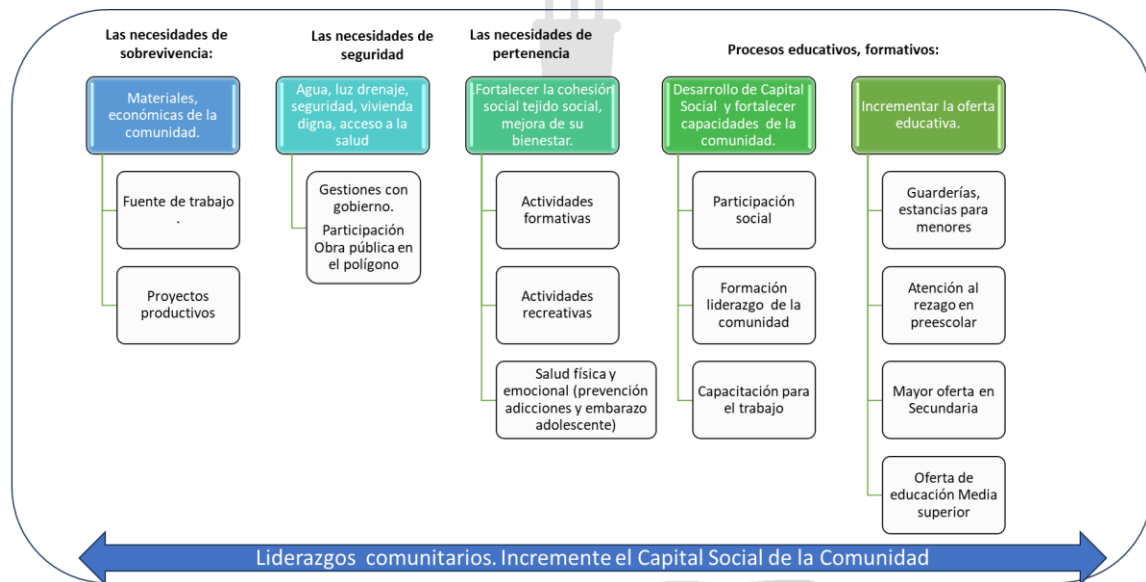 Las necesidades de
sobrevivencia:
Las necesidades de
seguridad
Las necesidades de
pertenencia
Procesos educativos, formativos:
Materiales,
económicas de la
comunidad.
Fuente de trabajo
.
Proyectos
productivos
Agua, luz drenaje,
seguridad, vivienda
digna, acceso a la
salud
Gestiones con
gobierno.
Participación
Obra pública en
el polígono
.Fortalecer la cohesión
social tejido social,
mejora de su
bienestar.
Actividades
formativas
Actividades
recreativas
Salud física y
emocional (prevención
adicciones y embarazo
adolescente)
Desarrollo de Capital
Social y fortalecer
capacidades de la
comunidad.
Participación
social
Formación
liderazgo de la
comunidad
Capacitación para
el trabajo
Incrementar la oferta
educativa.
Guarderías,
estancias para
menores
Atención al
rezago en
preescolar
Mayor oferta en
Secundaria
Oferta de
educación Media
superior
Liderazgos comunitarios. Incremente el Capital Social de la Comunidad